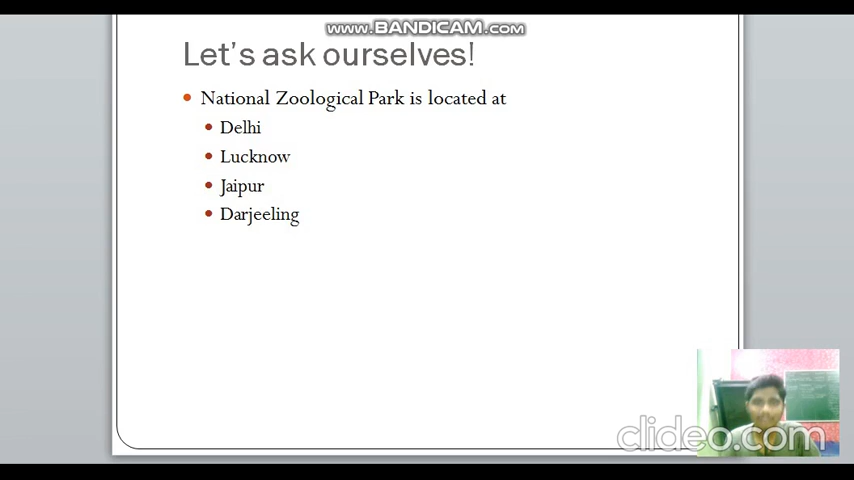 www.BANDICAM.com
Let's ask ourselves!
National Zoological Park is located at
Delhi
Lucknow
Jaipur
Darjeeling
clideo.com